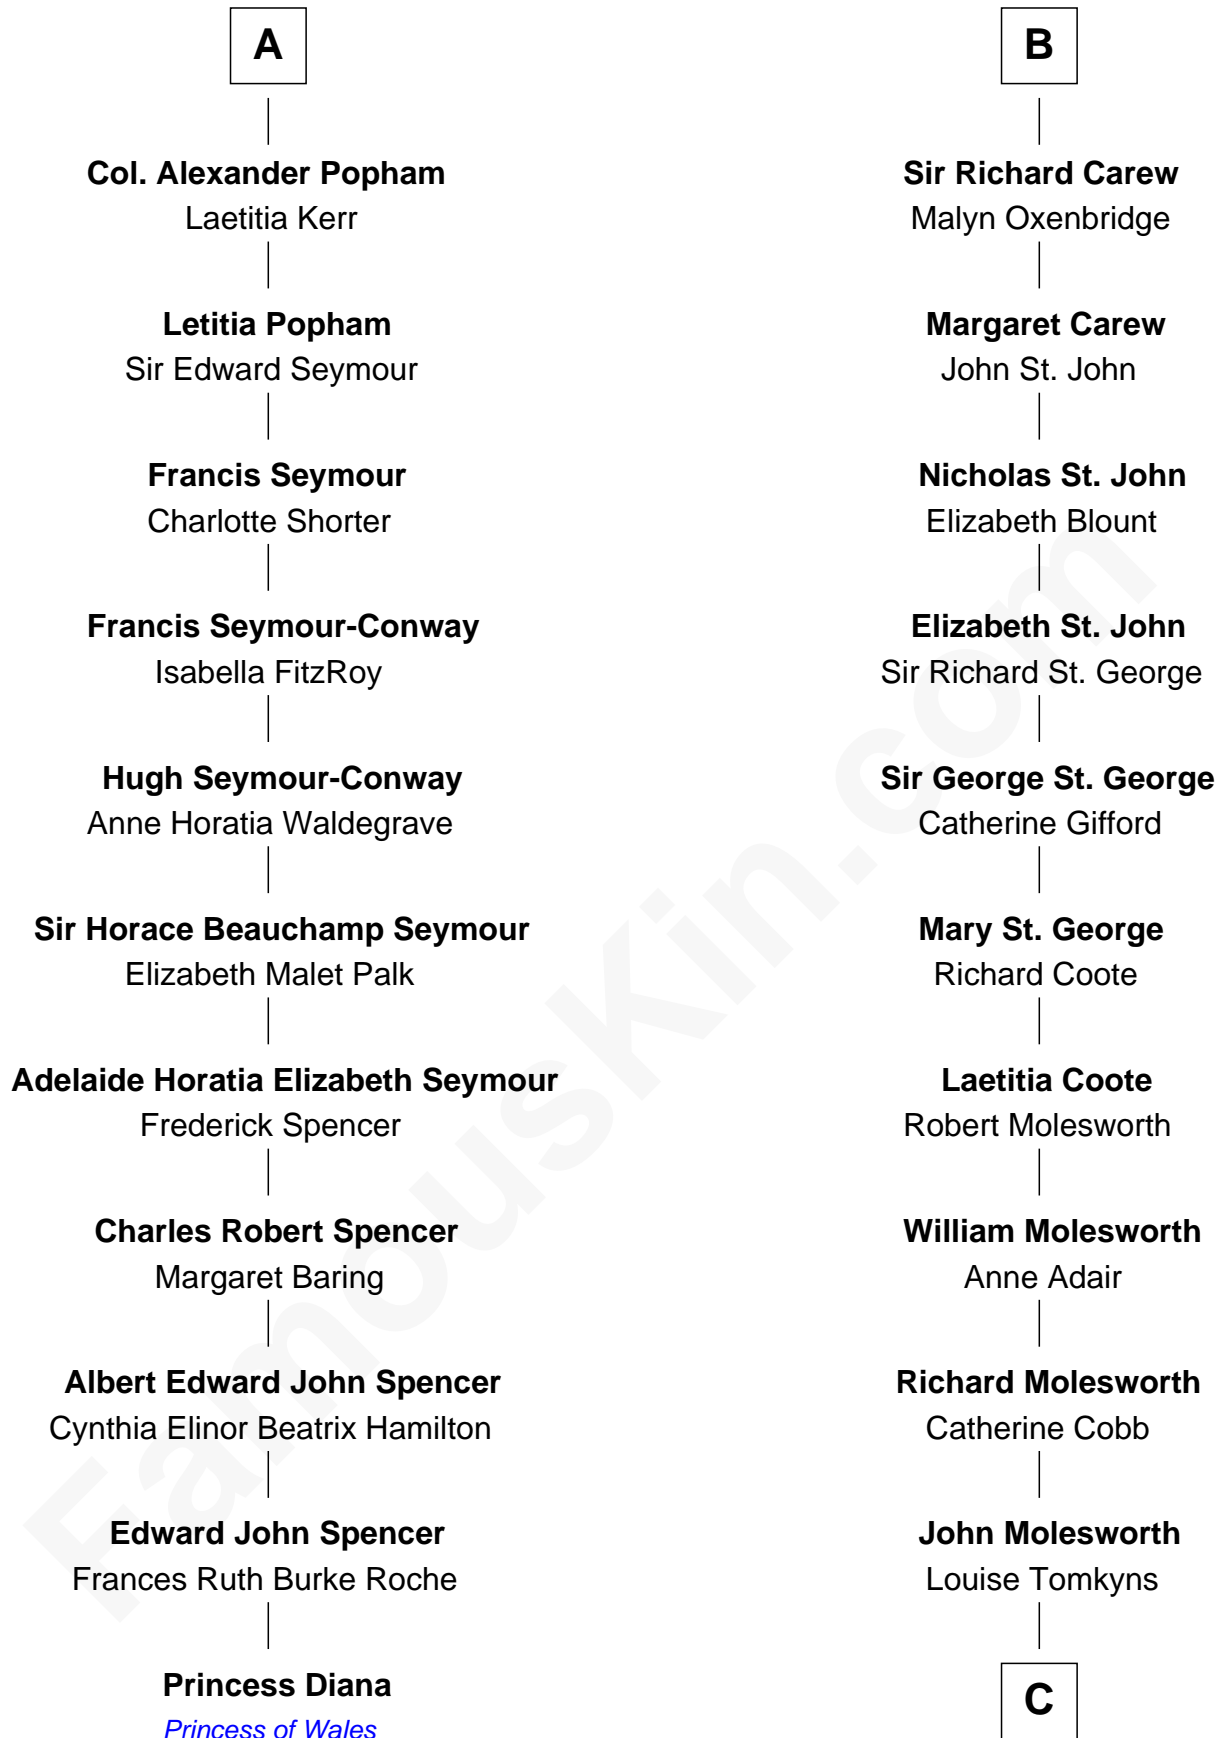 A
Col. Alexander Popham
Laetitia Kerr
Letitia Popham
Sir Edward Seymour
Francis Seymour
Charlotte Shorter
Francis Seymour-Conway
Isabella FitzRoy
Hugh Seymour-Conway
Anne Horatia Waldegrave
Sir Horace Beauchamp Seymour
Elizabeth Malet Palk
Adelaide Horatia Elizabeth Seymour
Frederick Spencer
Charles Robert Spencer
Margaret Baring
Albert Edward John Spencer
Cynthia Elinor Beatrix Hamilton
Edward John Spencer
Frances Ruth Burke Roche
Princess Diana
Princess of Wales
B
Sir Richard Carew
Malyn Oxenbridge
Margaret Carew
John St. John
Nicholas St. John
Elizabeth Blount
Elizabeth St. John
Sir Richard St. George
Sir George St. George
Catherine Gifford
Mary St. George
Richard Coote
Laetitia Coote
Robert Molesworth
William Molesworth
Anne Adair
Richard Molesworth
Catherine Cobb
John Molesworth
Louise Tomkyns
C
FamousKin.com